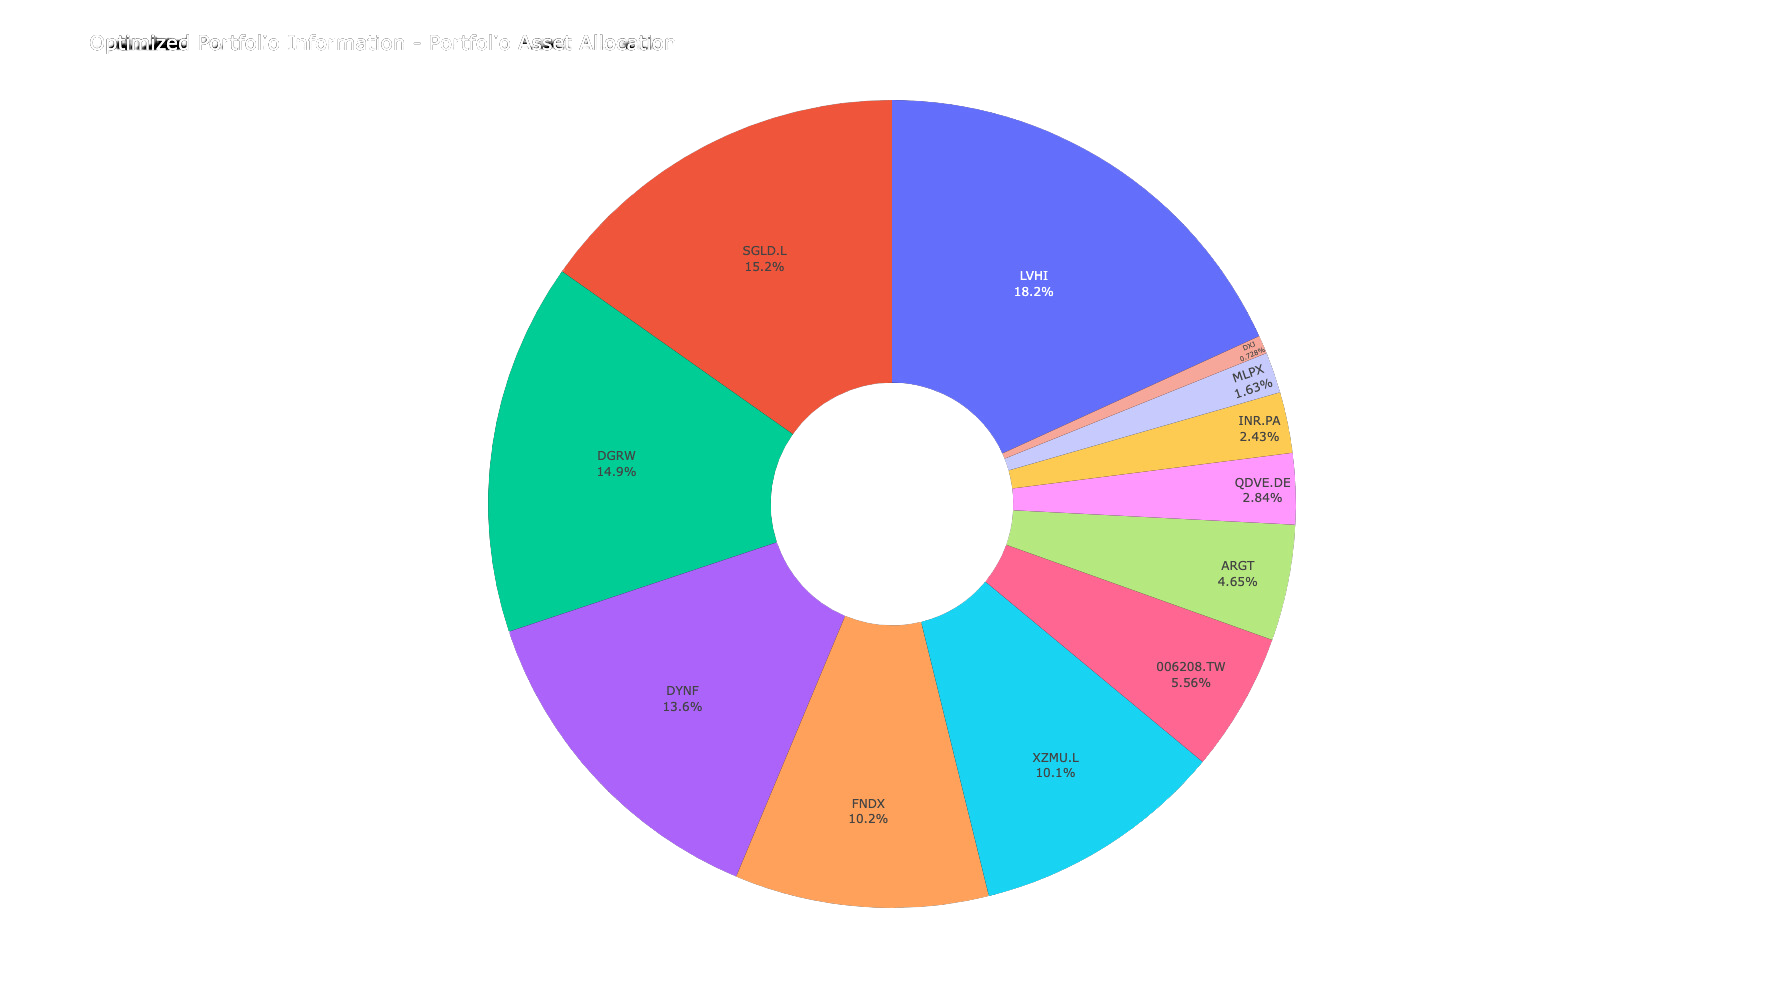 Optimized Portfolio Information - Portfolio Asset Allocation
SGLD.L
15.2%
LVHI
18.2%
DXJ
0.728%
MLPX
1.63%
INR.PA
2.43%
DGRW
14.9%
QDVE.DE
2.84%
ARGT
4.65%
006208.TW
5.56%
DYNF
13.6%
XZMU.L
10.1%
FNDX
10.2%